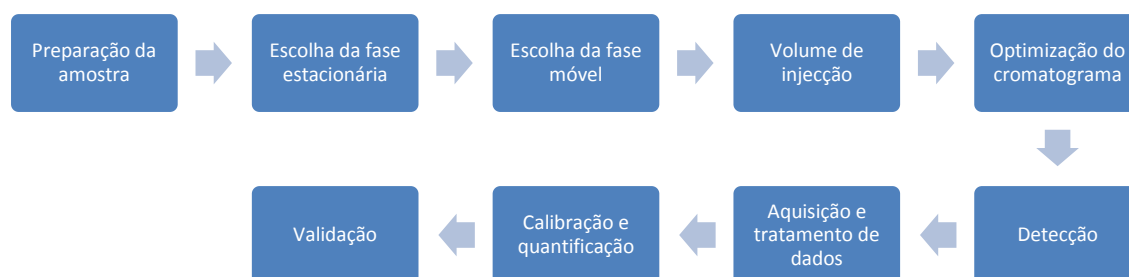 Preparação da
amostra
Escolha da fase
estacionária
Escolha da fase
móvel
Volume de
injecção
Optimização do
cromatograma
Detecção
Aquisição e
tratamento de
dados
Calibração e
quantificação
Validação